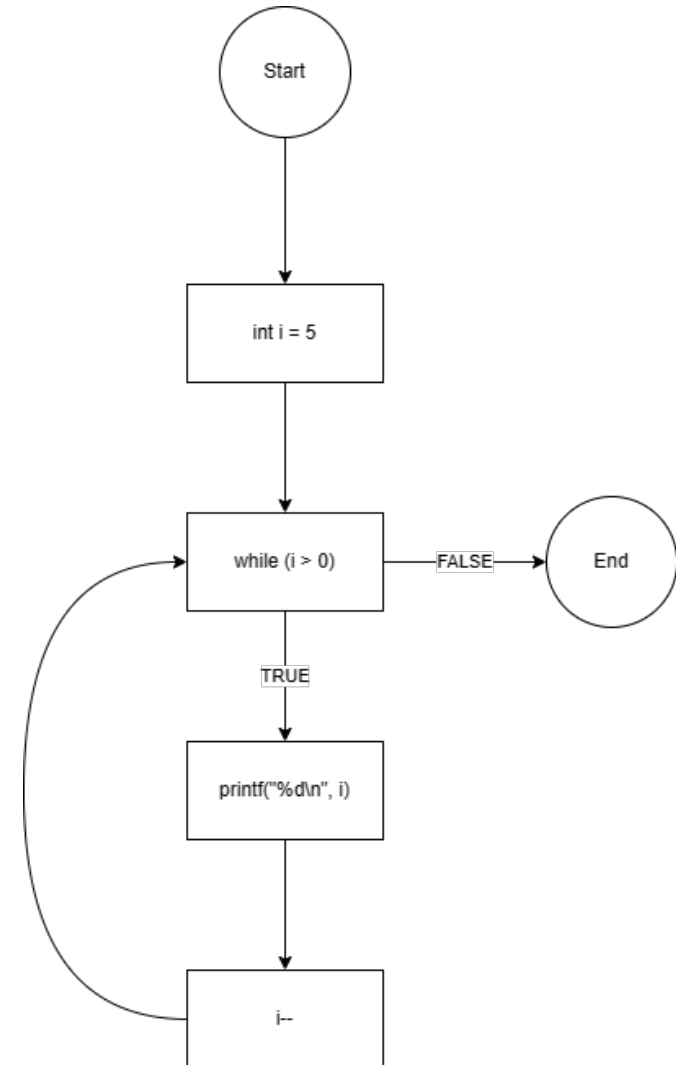 Start
int i = 5
while (i > 0)
FALSE
End
TRUE
printf("%d\n", i)
i--